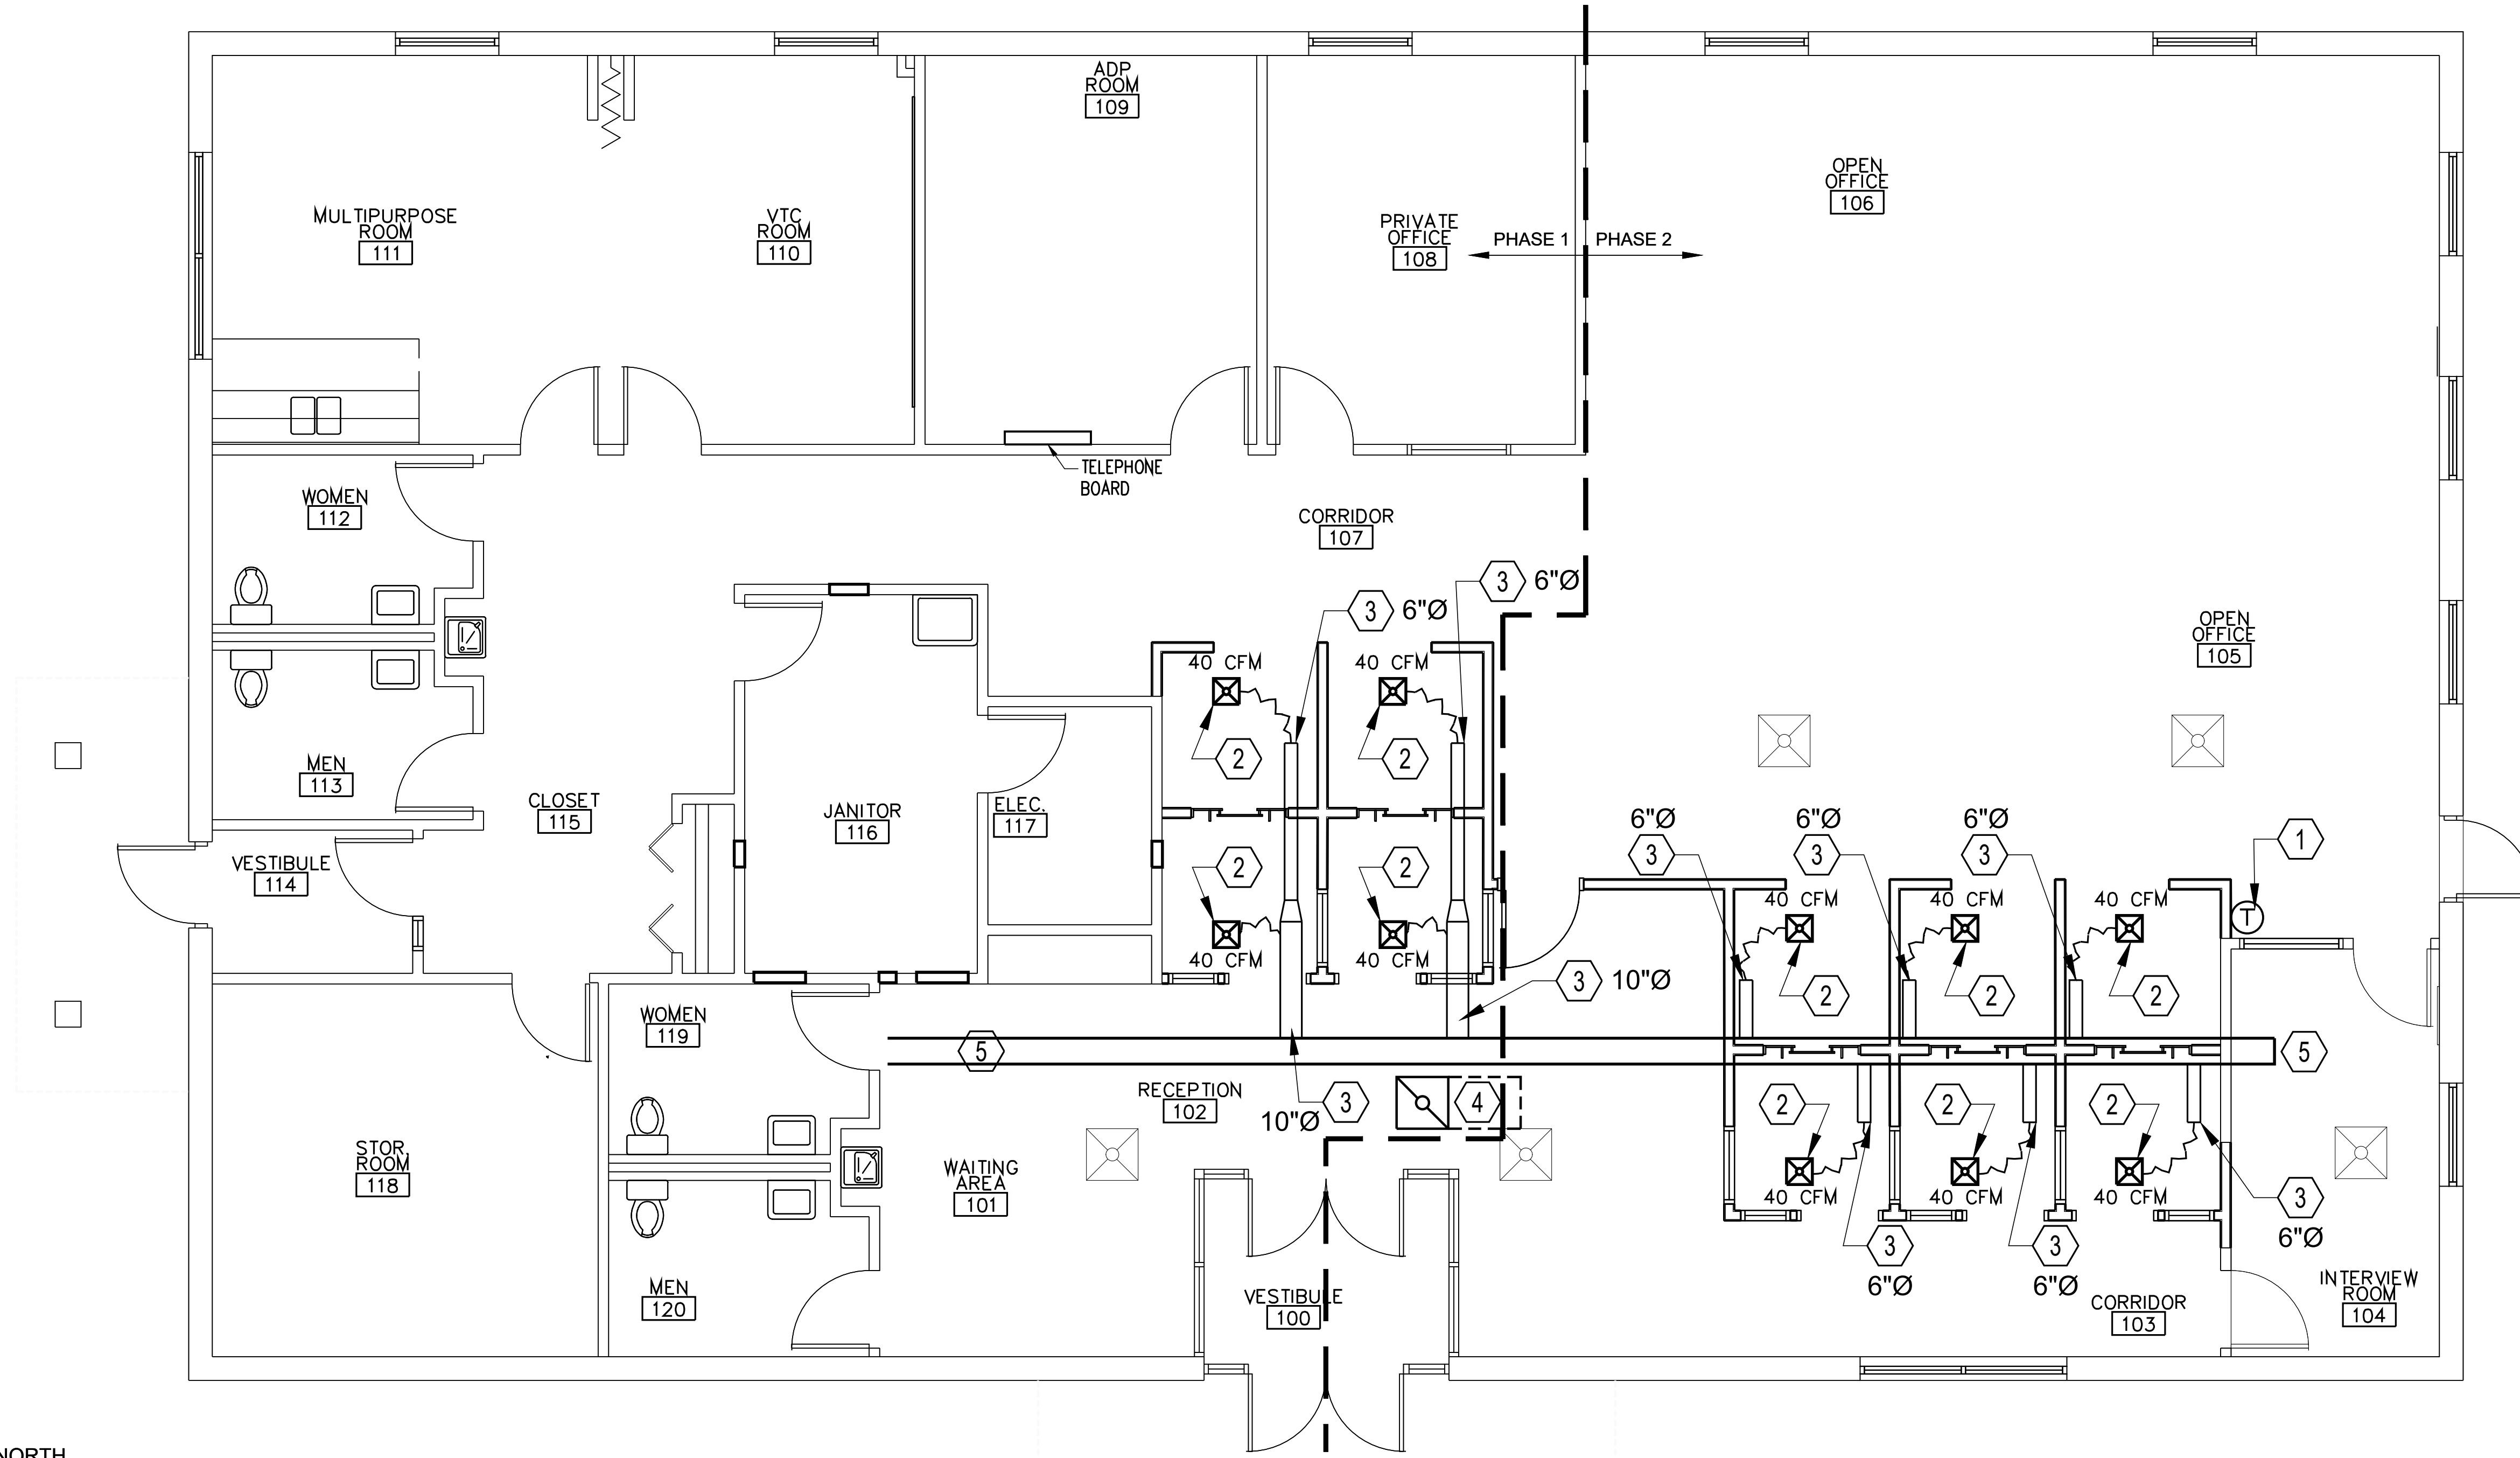 ADP
ROOM
109
OPEN
OFFICE
106
MULTIPURPOSE
ROOM
111
VTC
ROOM
110
PRIVATE
OFFICE
108
PHASE 1
PHASE 2
TELEPHONE
BOARD
WOMEN
112
CORRIDOR
107
3 6"Ø
3 6"Ø
OPEN
OFFICE
105
40 CFM
40 CFM
2
2
MEN
113
CLOSET
115
JANITOR
116
ELEC.
117
6"Ø
6"Ø
6"Ø
3
3
3
1
T
VESTIBULE
114
2
2
40 CFM
40 CFM
40 CFM
40 CFM
40 CFM
3 10"Ø
2
2
2
WOMEN
119
5
5
RECEPTION
102
10"Ø
3
4
2
2
2
STOR.
ROOM
118
WAITING
AREA
101
40 CFM
40 CFM
40 CFM
3
6"Ø
3
6"Ø
3
6"Ø
MEN
120
VESTIBULE
100
CORRIDOR
103
INTERVIEW
ROOM
104
NORTH